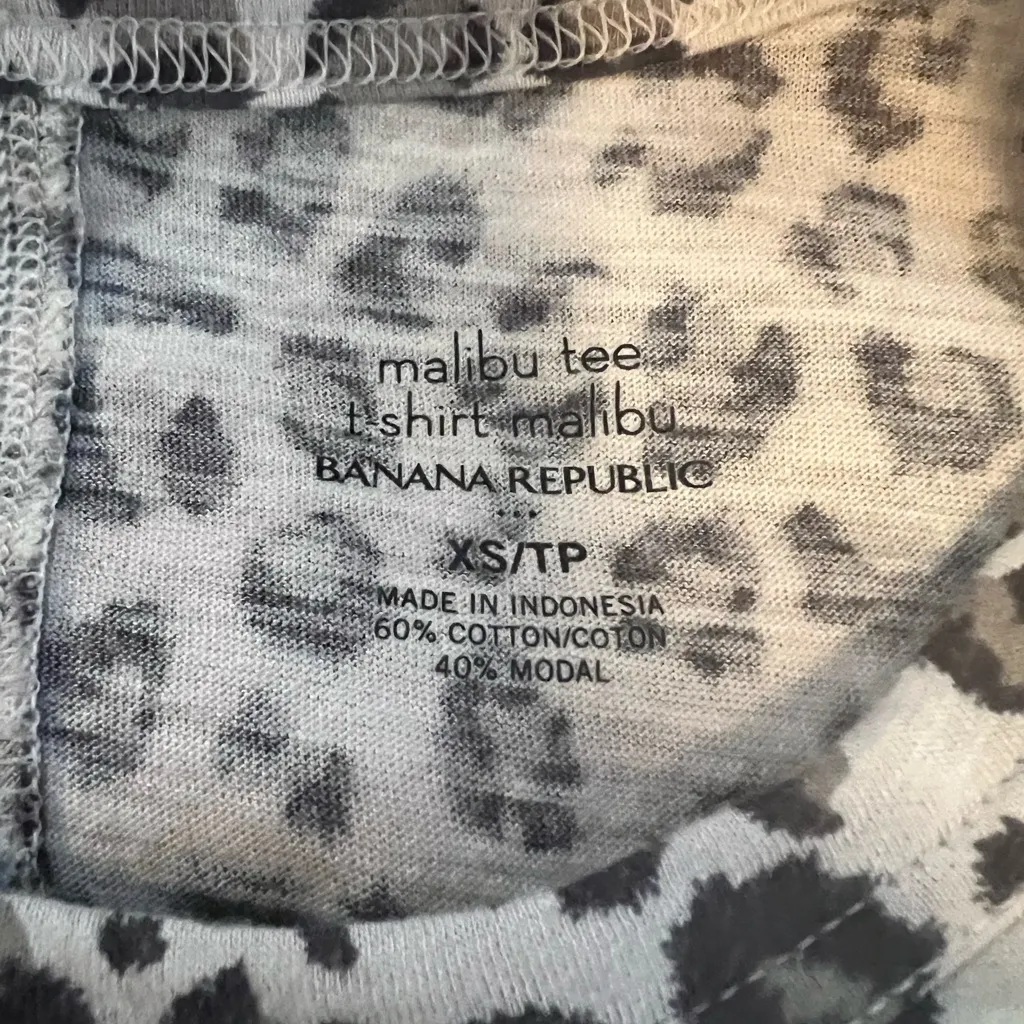 malibu tee
t-shirt malibu
BANANA REPUBLIC
•••
XS/TP
MADE IN INDONESIA
60% COTTON/COTON
40% MODAL